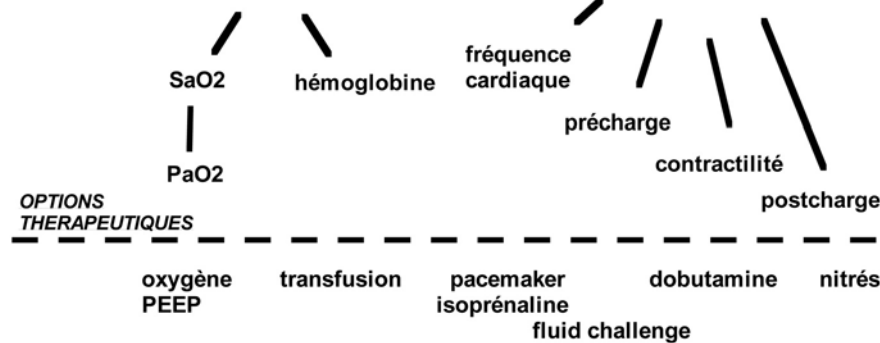 fréquence
cardiaque
SaO2
hémoglobine
précharge
contractilité
PaO2
postcharge
OPTIONS
THERAPEUTIQUES
oxygène transfusion pacemaker dobutamine nitrés
PEEP isoprénaline
fluid challenge